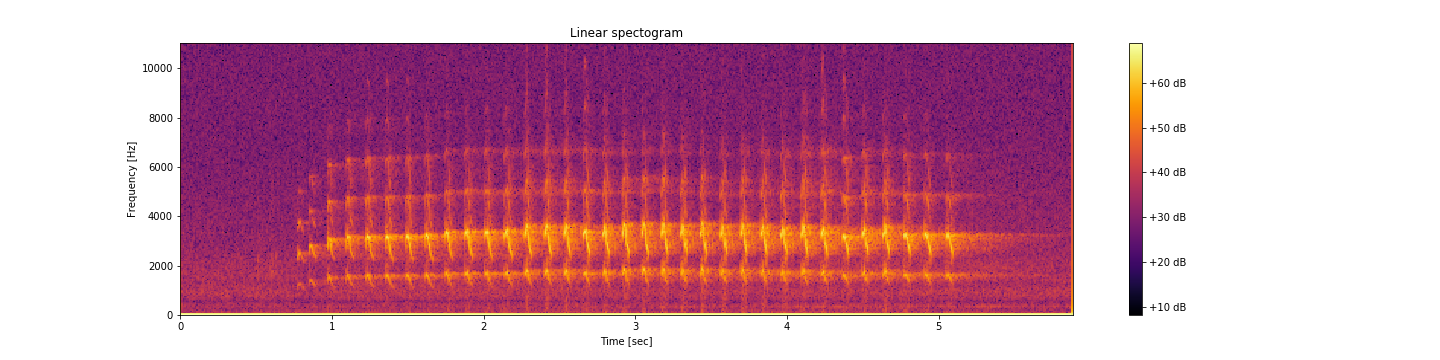 Linear spectogram
10000
8000
6000
4000
2000
0
Frequency [Hz]
0 1 2 3 4 5
Time [sec]
+60 dB
+50 dB
+40 dB
+30 dB
+20 dB
+10 dB